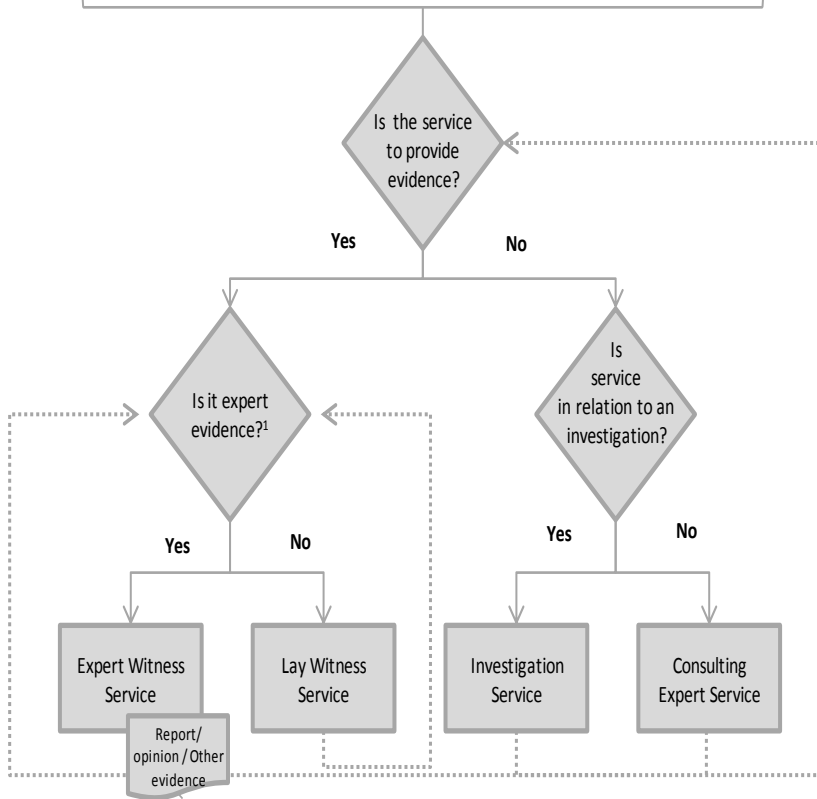 Is the service
to provide
evidence?
Yes
No
Is it expert
evidence?1
Is
service
in relation to an
investigation?
Yes
No
Yes
No
Expert Witness
Service
Lay Witness
Service
Investigation
Service
Consulting
Expert Service
Report/
opinion / Other
evidence